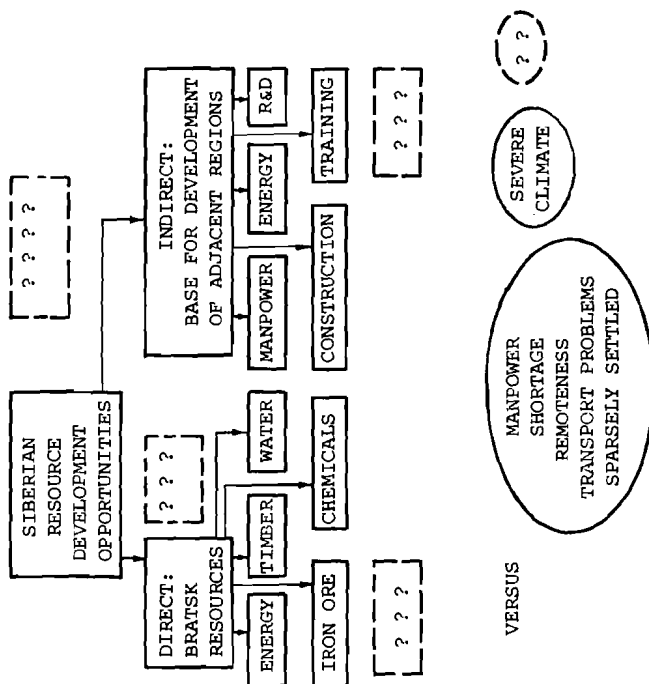 SIBERIAN
RESOURCE
DEVELOPMENT
OPPORTUNITIES
? ? ? ?
DIRECT:
BRATSK
RESOURCES
? ? ?
INDIRECT:
BASE FOR DEVELOPMENT
OF ADJACENT REGIONS
ENERGY
TIMBER
WATER
MANPOWER
ENERGY
R&D
IRON ORE
CHEMICALS
CONSTRUCTION
TRAINING
? ? ?
? ? ?
VERSUS
MANPOWER
SHORTAGE
REMOTENESS
TRANSPORT PROBLEMS
SPARSELY SETTLED
SEVERE
CLIMATE
? ?